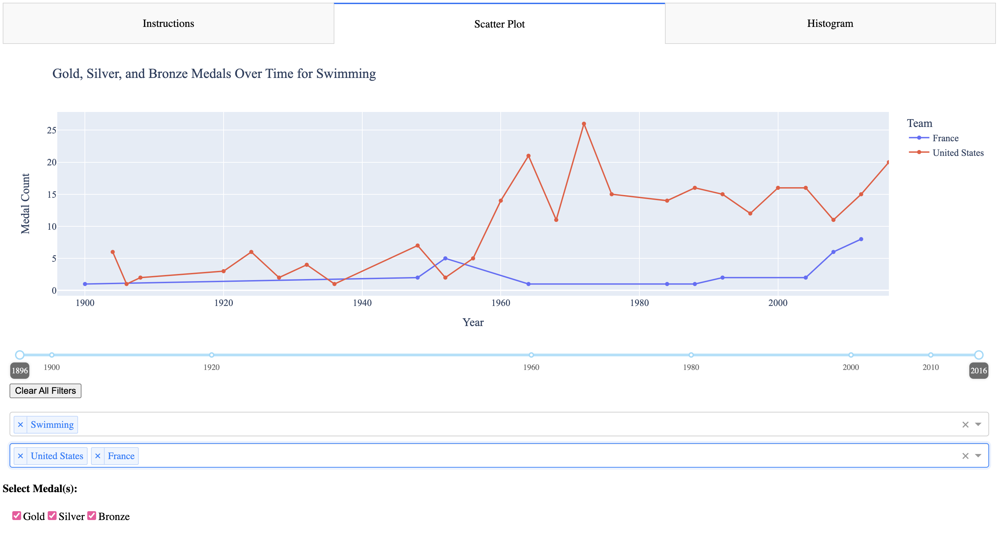 Instructions
Scatter Plot
Histogram
Gold, Silver, and Bronze Medals Over Time for Swimming
Team
France
United States
Medal Count
25
20
15
10
5
0
1900 1920 1940 1960 1980 2000
Year
1896 1900 1920 1960 1980 2000 2010 2016
Clear All Filters
× Swimming
× United States × France
Select Medal(s):
Gold Silver Bronze